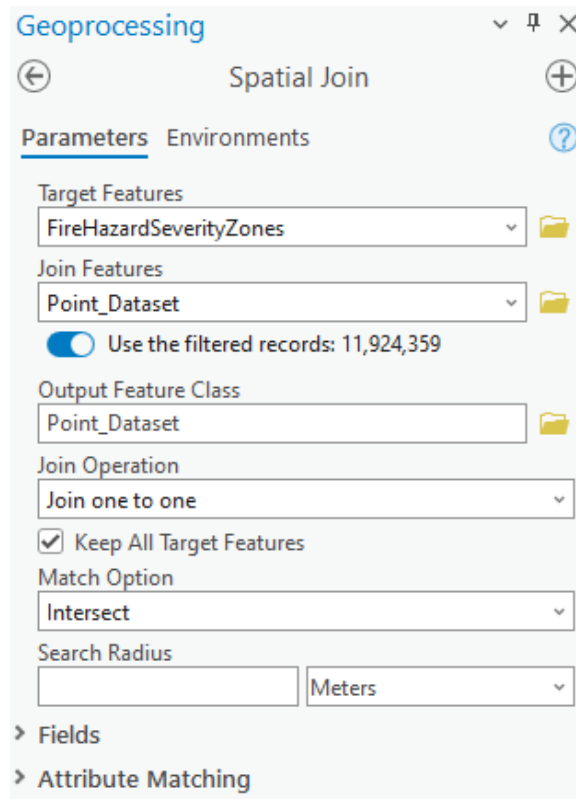 Geoprocessing
Spatial Join
Parameters Environments
Target Features
FireHazardSeverityZones
Join Features
Point_Dataset
Use the filtered records: 11,924,359
Output Feature Class
Point_Dataset
Join Operation
Join one to one
Keep All Target Features
Match Option
Intersect
Search Radius
Meters
Fields
Attribute Matching